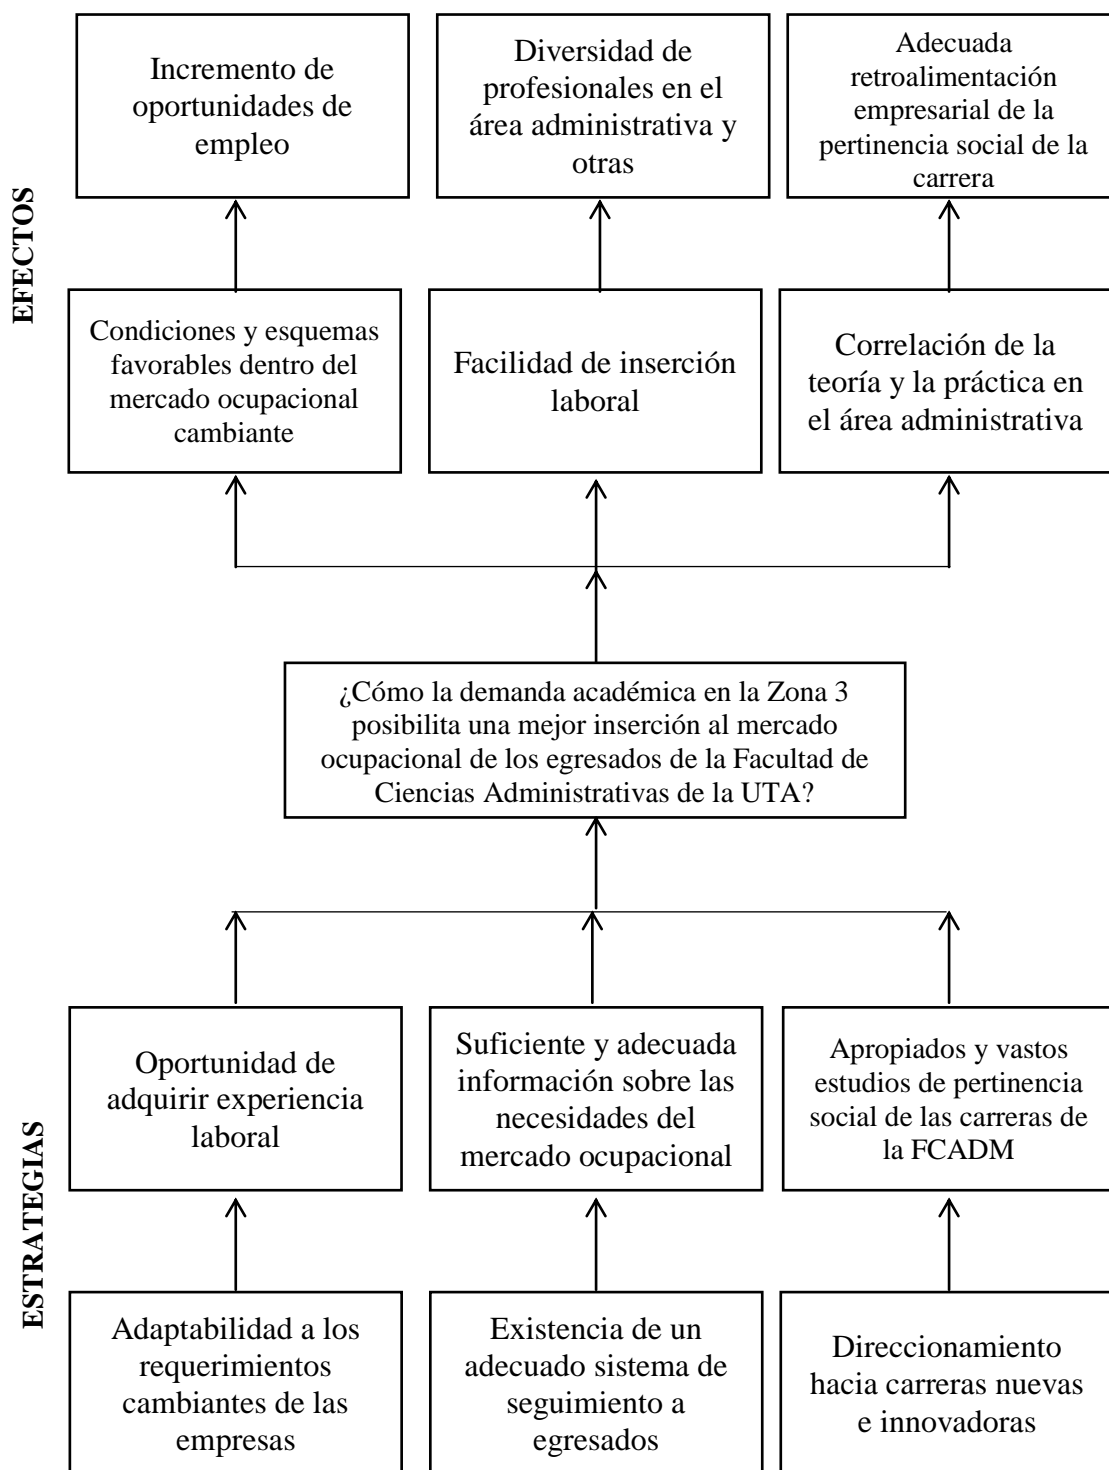 EFECTOS
Incremento de
oportunidades de
empleo
Diversidad de
profesionales en el
área administrativa y
otras
Adecuada
retroalimentación
empresarial de la
pertinencia social de la
carrera
Condiciones y esquemas
favorables dentro del
mercado ocupacional
cambiante
Facilidad de inserción
laboral
Correlación de la
teoría y la práctica en
el área administrativa
¿Cómo la demanda académica en la Zona 3
posibilita una mejor inserción al mercado
ocupacional de los egresados de la Facultad de
Ciencias Administrativas de la UTA?
ESTRATEGIAS
Oportunidad de
adquirir experiencia
laboral
Suficiente y adecuada
información sobre las
necesidades del
mercado ocupacional
Apropiados y vastos
estudios de pertinencia
social de las carreras de
la FCADM
Adaptabilidad a los
requerimientos
cambiantes de las
empresas
Existencia de un
adecuado sistema de
seguimiento a
egresados
Direccionamiento
hacia carreras nuevas
e innovadoras